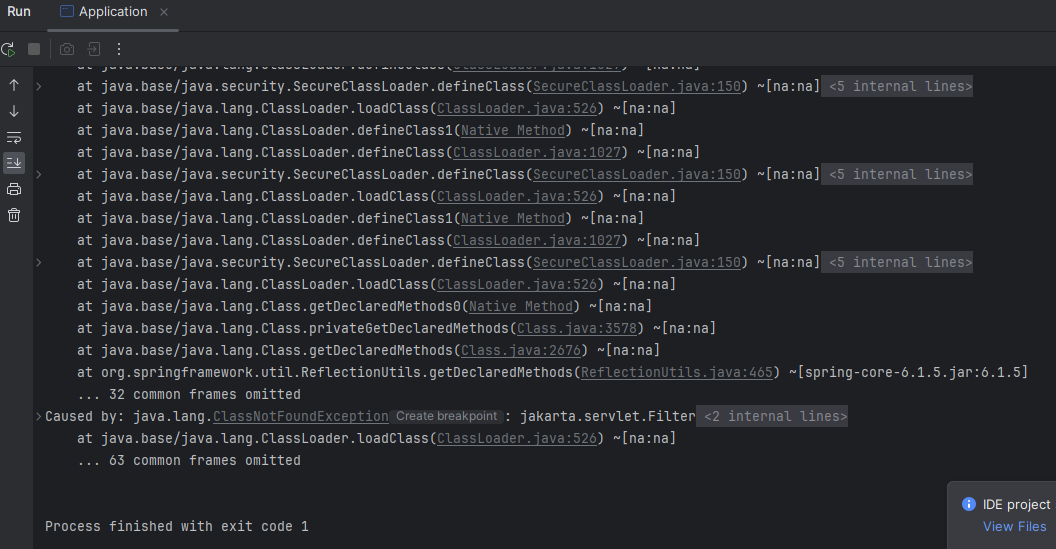 Run Application ×
at java.base/java.lang.ClassLoader.defineClass(ClassLoader.java:1027) ~[na:na]
at java.base/java.security.SecureClassLoader.defineClass(SecureClassLoader.java:150) ~[na:na] <5 internal lines>
at java.base/java.lang.ClassLoader.loadClass(ClassLoader.java:526) ~[na:na]
at java.base/java.lang.ClassLoader.defineClass1(Native Method) ~[na:na]
at java.base/java.lang.ClassLoader.defineClass(ClassLoader.java:1027) ~[na:na]
at java.base/java.security.SecureClassLoader.defineClass(SecureClassLoader.java:150) ~[na:na] <5 internal lines>
at java.base/java.lang.ClassLoader.loadClass(ClassLoader.java:526) ~[na:na]
at java.base/java.lang.ClassLoader.defineClass1(Native Method) ~[na:na]
at java.base/java.lang.ClassLoader.defineClass(ClassLoader.java:1027) ~[na:na]
at java.base/java.security.SecureClassLoader.defineClass(SecureClassLoader.java:150) ~[na:na] <5 internal lines>
at java.base/java.lang.ClassLoader.loadClass(ClassLoader.java:526) ~[na:na]
at java.base/java.lang.Class.getDeclaredMethods0(Native Method) ~[na:na]
at java.base/java.lang.Class.privateGetDeclaredMethods(Class.java:3578) ~[na:na]
at java.base/java.lang.Class.getDeclaredMethods(Class.java:2676) ~[na:na]
at org.springframework.util.ReflectionUtils.getDeclaredMethods(ReflectionUtils.java:465) ~[spring-core-6.1.5.jar:6.1.5]
... 32 common frames omitted
Caused by: java.lang.ClassNotFoundException Create breakpoint : jakarta.servlet.Filter <2 internal lines>
at java.base/java.lang.ClassLoader.loadClass(ClassLoader.java:526) ~[na:na]
... 63 common frames omitted
Process finished with exit code 1
IDE project
View Files